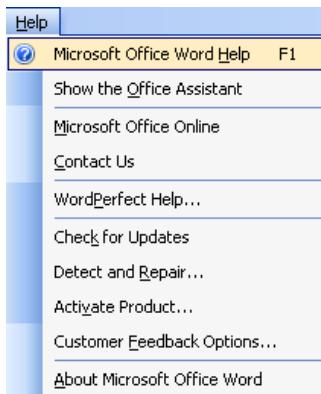 Help
Microsoft Office Word Help F1
Show the Office Assistant
Microsoft Office Online
Contact Us
WordPerfect Help...
Check for Updates
Detect and Repair...
Activate Product...
Customer Feedback Options...
About Microsoft Office Word